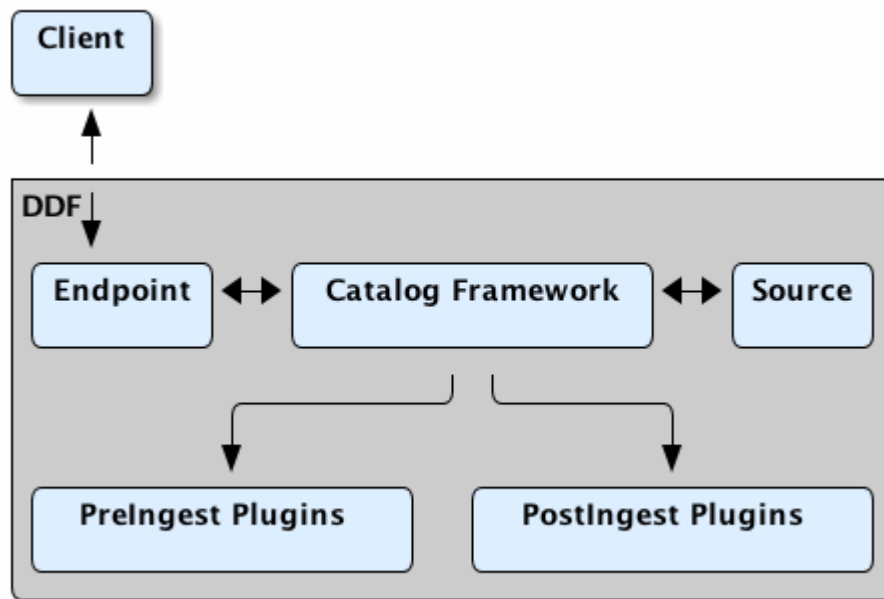 Client
DDF
Endpoint
Catalog Framework
Source
PreIngest Plugins
PostIngest Plugins